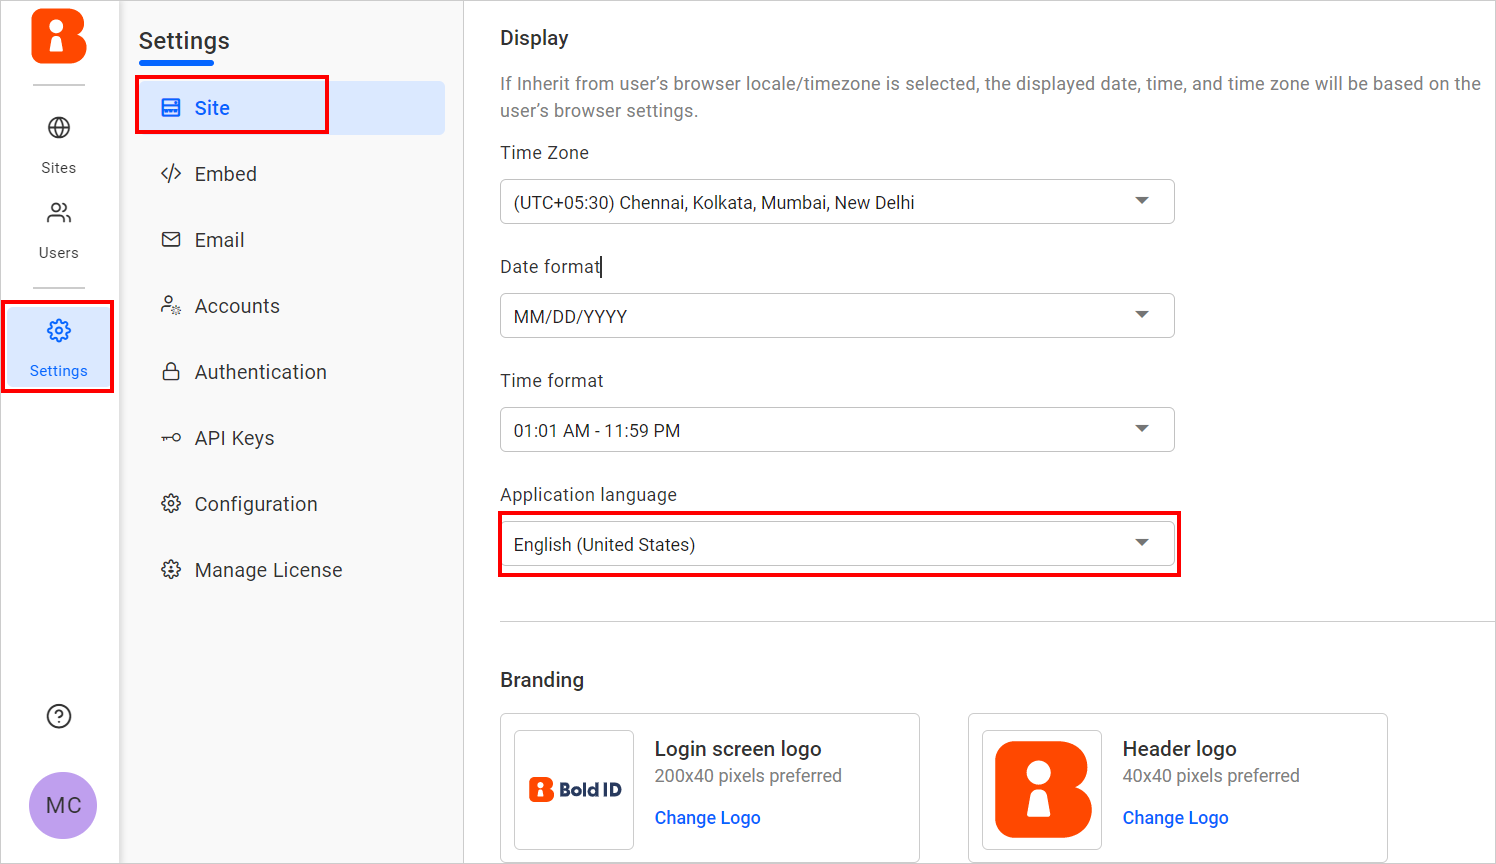 Sites
Users
Settings
MC
Settings
Site
Embed
Email
Accounts
Authentication
API Keys
Configuration
Manage License
Display
If Inherit from user’s browser locale/timezone is selected, the displayed date, time, and time zone will be based on the
user’s browser settings.
Time Zone
(UTC+05:30) Chennai, Kolkata, Mumbai, New Delhi
Date format
MM/DD/YYYY
Time format
01:01 AM - 11:59 PM
Application language
English (United States)
Branding
Bold ID
Login screen logo
200x40 pixels preferred
Change Logo
Header logo
40x40 pixels preferred
Change Logo